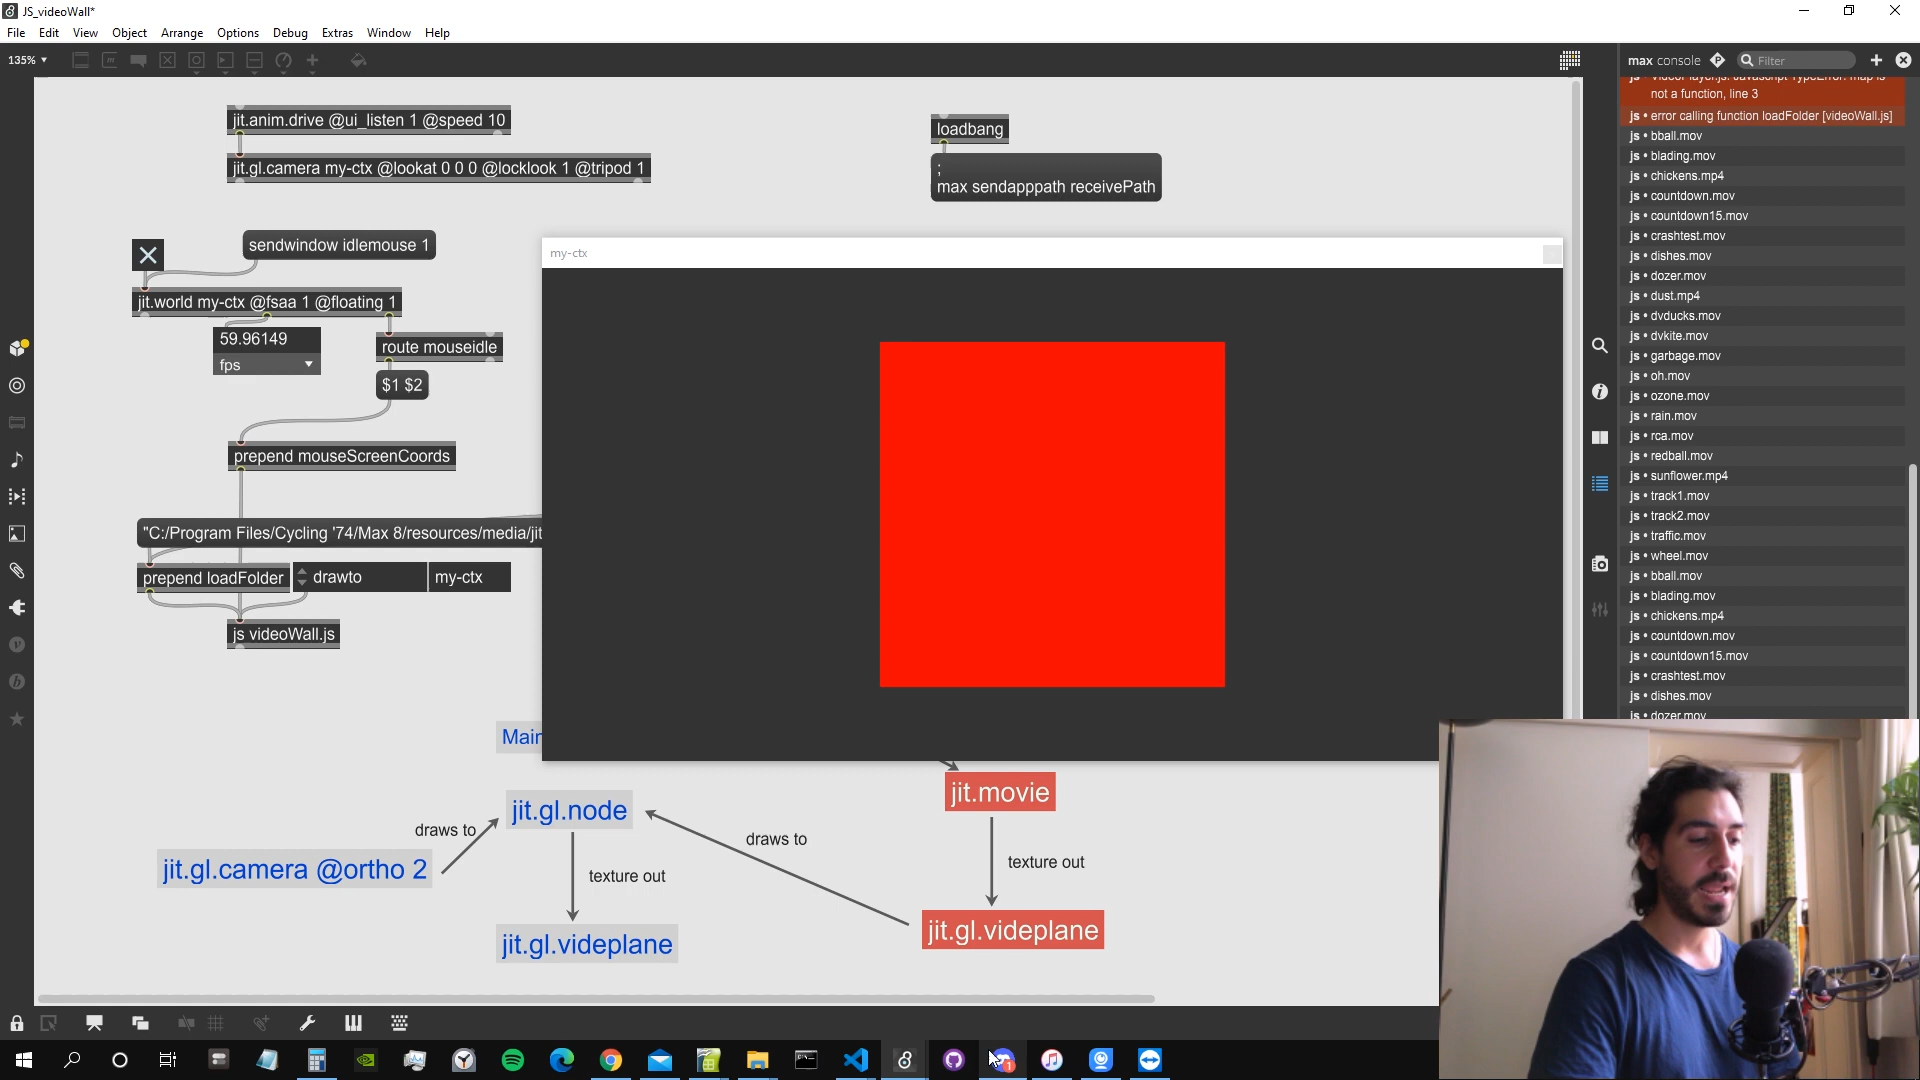 JS_videoWall*
File Edit View Object Arrange Options Debug Extras Window Help
135%
max console
Filter
jit.anim.drive @ui_listen 1 @speed 10
jit.gl.camera my-ctx @lookat 0 0 0 @locklook 1 @tripod 1
loadbang
;
max sendapppath receivePath
sendwindow idlemouse 1
jit.world my-ctx @fsaa 1 @floating 1
59.96149
fps
route mouseidle
$1 $2
prepend mouseScreenCoords
"C:/Program Files/Cycling '74/Max 8/resources/media/jit
prepend loadFolder
drawto
my-ctx
js videoWall.js
my-ctx
Main
jit.movie
jit.gl.node
draws to
draws to
jit.gl.camera @ortho 2
texture out
texture out
jit.gl.videplane
jit.gl.videplane
not a function, line 3
js • error calling function loadFolder [videoWall.js]
js • bball.mov
js • blading.mov
js • chickens.mp4
js • countdown.mov
js • countdown15.mov
js • crashtest.mov
js • dishes.mov
js • dozer.mov
js • dust.mp4
js • dvducks.mov
js • dvkite.mov
js • garbage.mov
js • oh.mov
js • ozone.mov
js • rain.mov
js • rca.mov
js • redball.mov
js • sunflower.mp4
js • track1.mov
js • track2.mov
js • traffic.mov
js • wheel.mov
js • bball.mov
js • blading.mov
js • chickens.mp4
js • countdown.mov
js • countdown15.mov
js • crashtest.mov
js • dishes.mov
js • dozer.mov